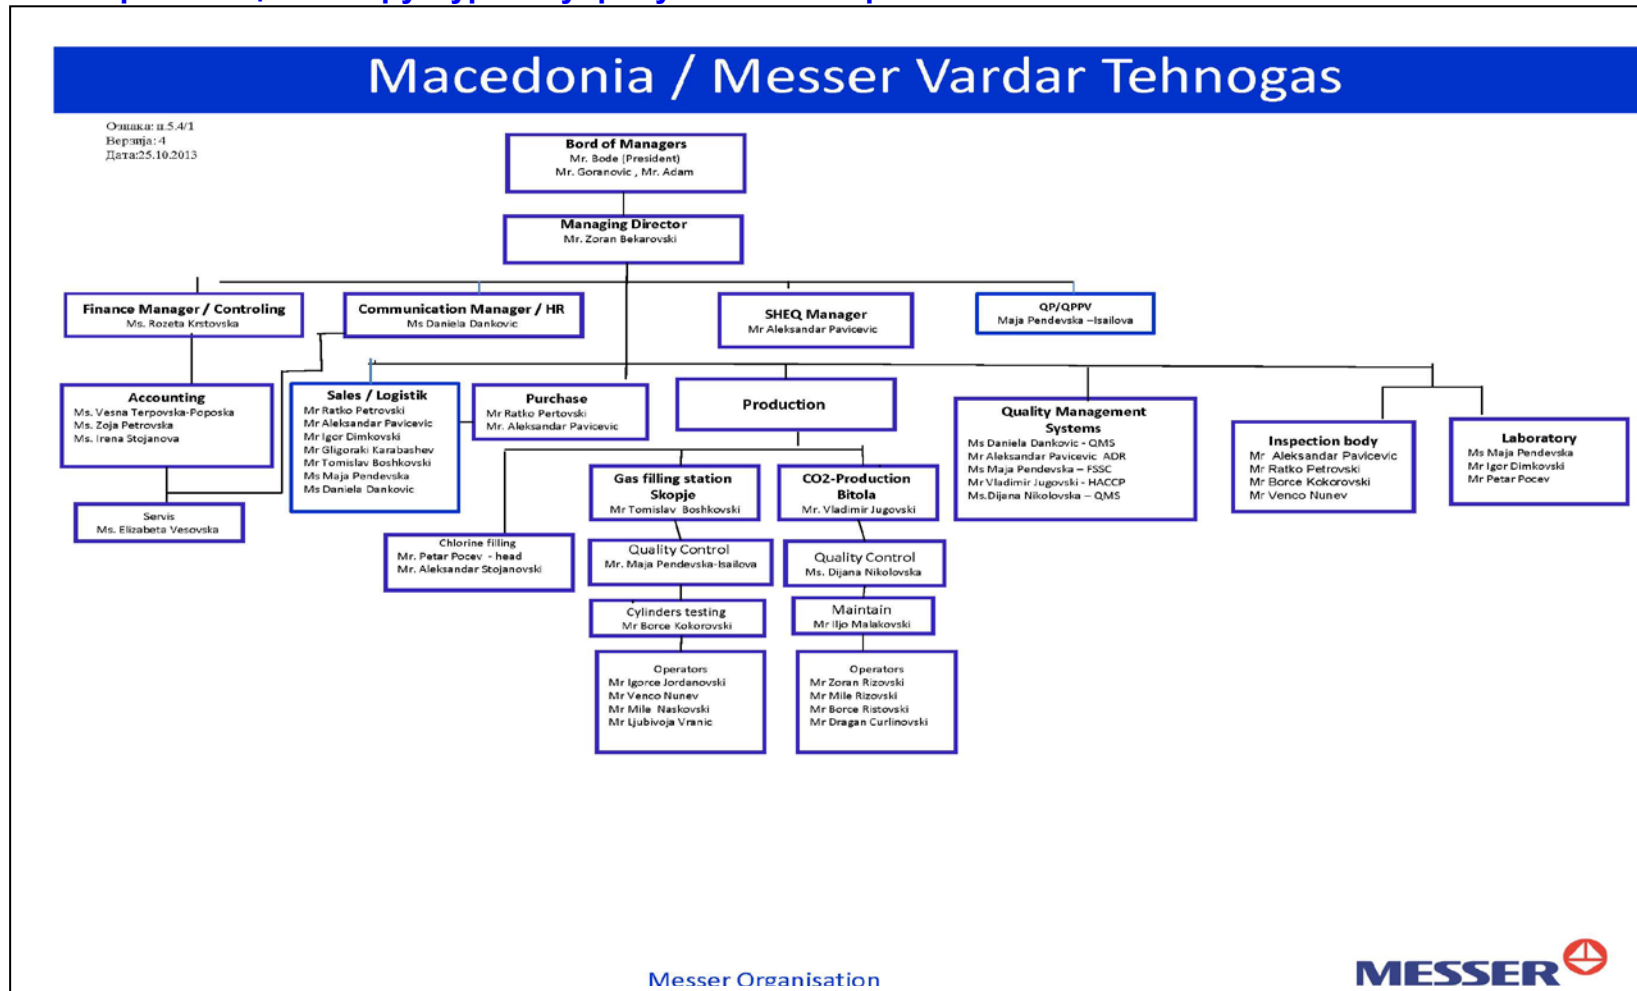 Macedonia / Messer Vardar Tehnogas
Ознака: п.5.4/1
Верзија: 4
Дата:25.10.2013
Bord of Managers
Mr. Bode (President)
Mr. Goranovic , Mr. Adam
Managing Director
Mr. Zoran Bekarovski
Finance Manager / Controling
Ms. Rozeta Krstovska
Communication Manager / HR
Ms Daniela Dankovic
SHEQ Manager
Mr Aleksandar Pavicevic
QP/QPPV
Maja Pendevska –Isailova
Accounting
Ms. Vesna Terpovska-Poposka
Ms. Zoja Petrovska
Ms. Irena Stojanova
Servis
Ms. Elizabeta Vesovska
Sales / Logistik
Mr Ratko Petrovski
Mr Aleksandar Pavicevic
Mr Igor Dimkovski
Mr Gligoraki Karabashev
Mr Tomislav Boshkovski
Ms Maja Pendevska
Ms Daniela Dankovic
Purchase
Mr Ratko Pertovski
Mr. Aleksandar Pavicevic
Production
Chlorine filling
Mr. Petar Pocev - head
Mr. Aleksandar Stojanovski
Gas filling station
Skopje
Mr Tomislav Boshkovski
Quality Control
Mr. Maja Pendevska-Isailova
Cylinders testing
Mr Borce Kokorovski
Operators
Mr Igorce Jordanovski
Mr Venco Nunev
Mr Mile Naskovski
Mr Ljubivoja Vranic
CO2-Production
Bitola
Mr. Vladimir Jugovski
Quality Control
Ms. Dijana Nikolovska
Maintain
Mr Iljo Malakovski
Operators
Mr Zoran Rizovski
Mr Mile Rizovski
Mr Borce Ristovski
Mr Dragan Curlinovski
Quality Management
Systems
Ms Daniela Dankovic - QMS
Mr Aleksandar Pavicevic ADR
Ms Maja Pendevska – FSSC
Mr Vladimir Jugovski - HACCP
Ms.Dijana Nikolovska – QMS
Inspection body
Mr Aleksandar Pavicevic
Mr Ratko Petrovski
Mr Borce Kokorovski
Mr Venco Nunev
Laboratory
Ms Maja Pendevska
Mr Igor Dimkovski
Mr Petar Pocev
Messer Organisation
MESSER